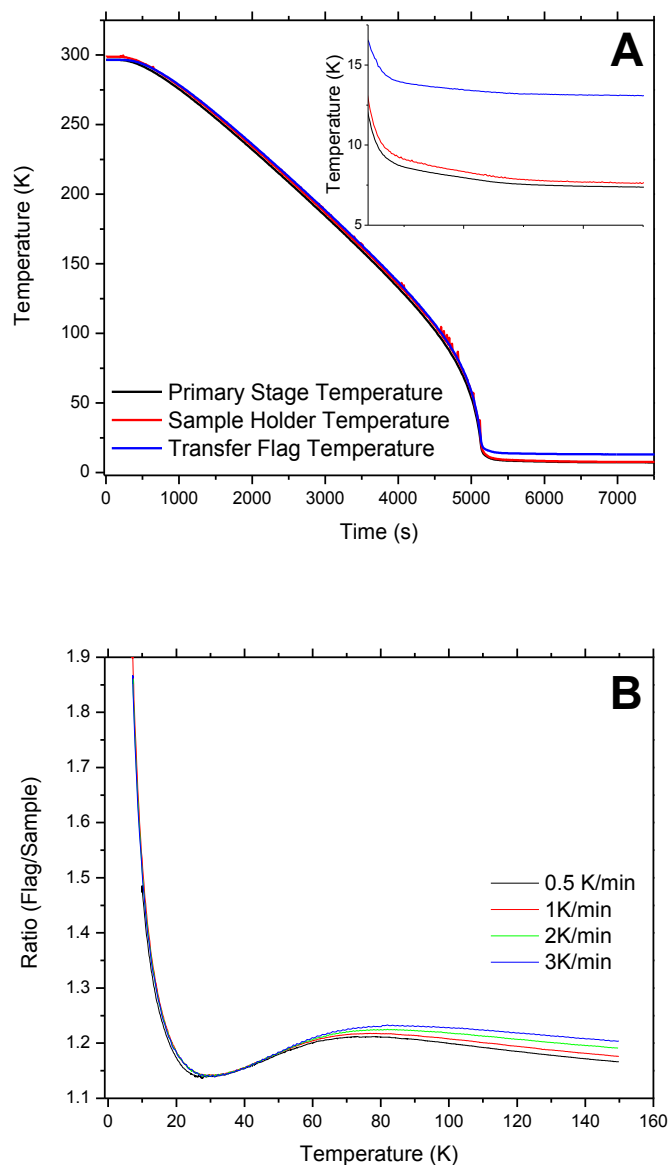 A
300
250
200
150
100
50
0
Temperature (K)
15
10
5
Temperature (K)
Primary Stage Temperature
Sample Holder Temperature
Transfer Flag Temperature
0 1000 2000 3000 4000 5000 6000 7000
Time (s)
B
1.9
1.8
1.7
1.6
1.5
1.4
1.3
1.2
1.1
Ratio (Flag/Sample)
0.5 K/min
1K/min
2K/min
3K/min
0 20 40 60 80 100 120 140 160
Temperature (K)